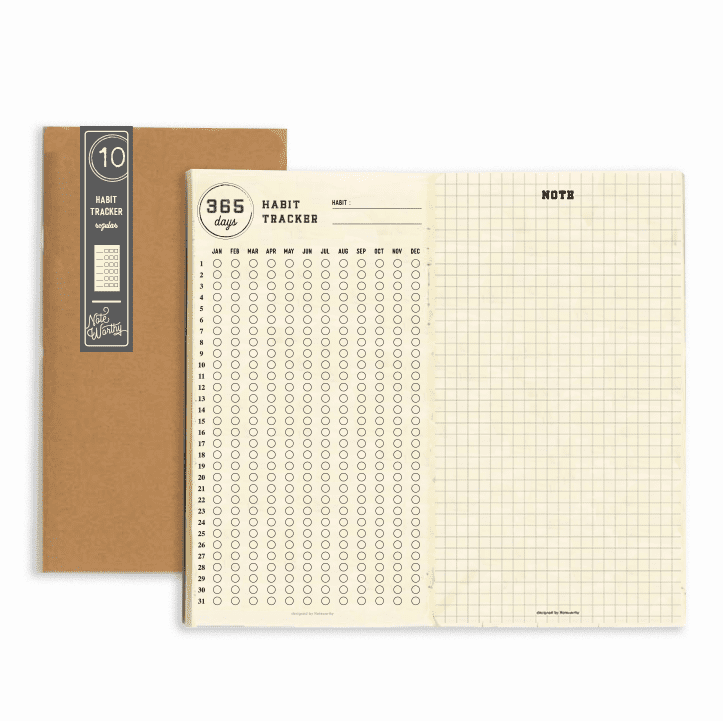 10
HABIT
TRACKER
regular
Note
Worthy
365
days
HABIT
TRACKER
HABIT :
JAN FEB MAR APR MAY JUN JUL AUG SEP OCT NOV DEC
1
2
3
4
5
6
7
8
9
10
11
12
13
14
15
16
17
18
19
20
21
22
23
24
25
26
27
28
29
30
31
designed by Noteworthy
NOTE
designed by Noteworthy